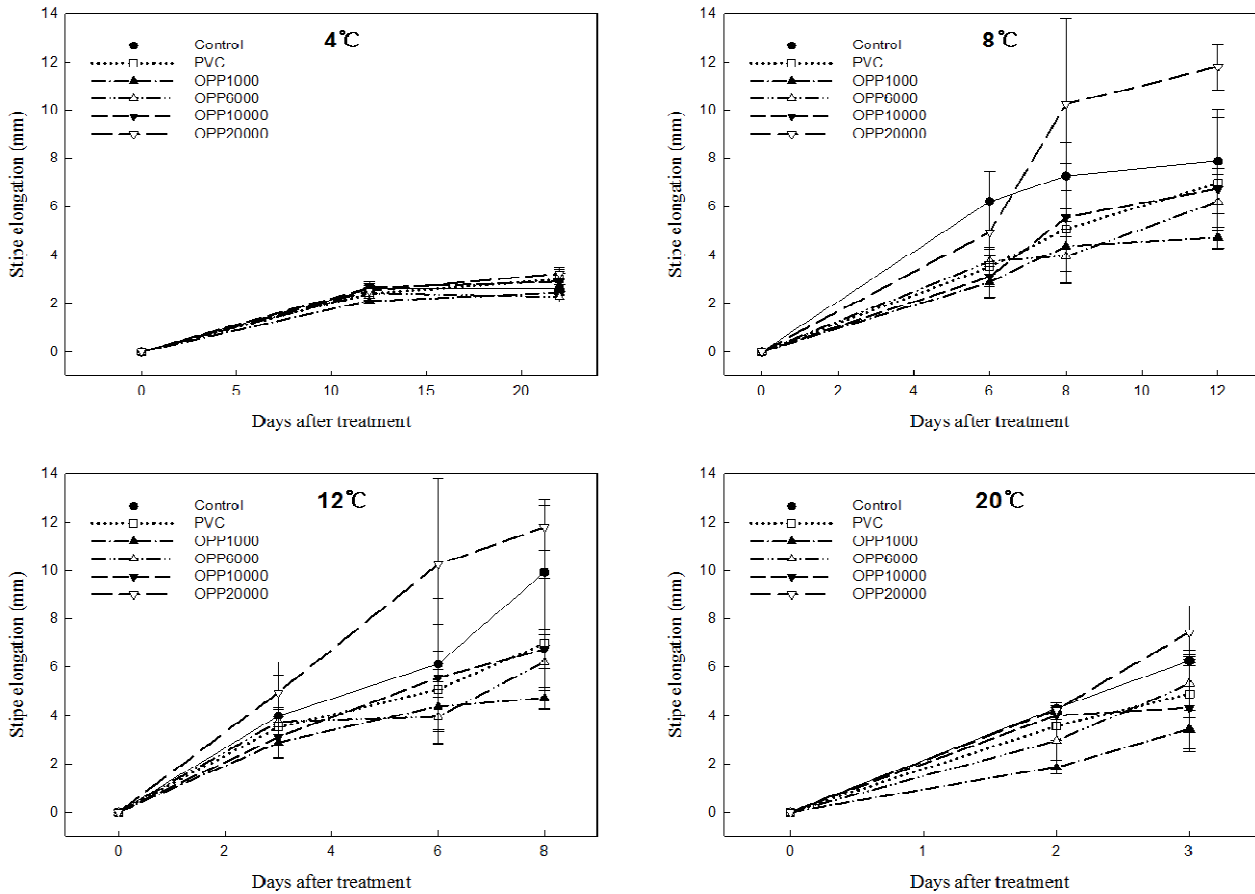 4℃
Control
PVC
OPP1000
OPP6000
OPP10000
OPP20000
14
12
10
8
6
4
2
0
Stipe elongation (mm)
0 5 10 15 20
Days after treatment
8℃
Control
PVC
OPP1000
OPP6000
OPP10000
OPP20000
14
12
10
8
6
4
2
0
Stipe elongation (mm)
0 2 4 6 8 10 12
Days after treatment
12℃
Control
PVC
OPP1000
OPP6000
OPP10000
OPP20000
14
12
10
8
6
4
2
0
Stipe elongation (mm)
0 2 4 6 8
Days after treatment
20℃
Control
PVC
OPP1000
OPP6000
OPP10000
OPP20000
14
12
10
8
6
4
2
0
Stipe elongation (mm)
0 1 2 3
Days after treatment